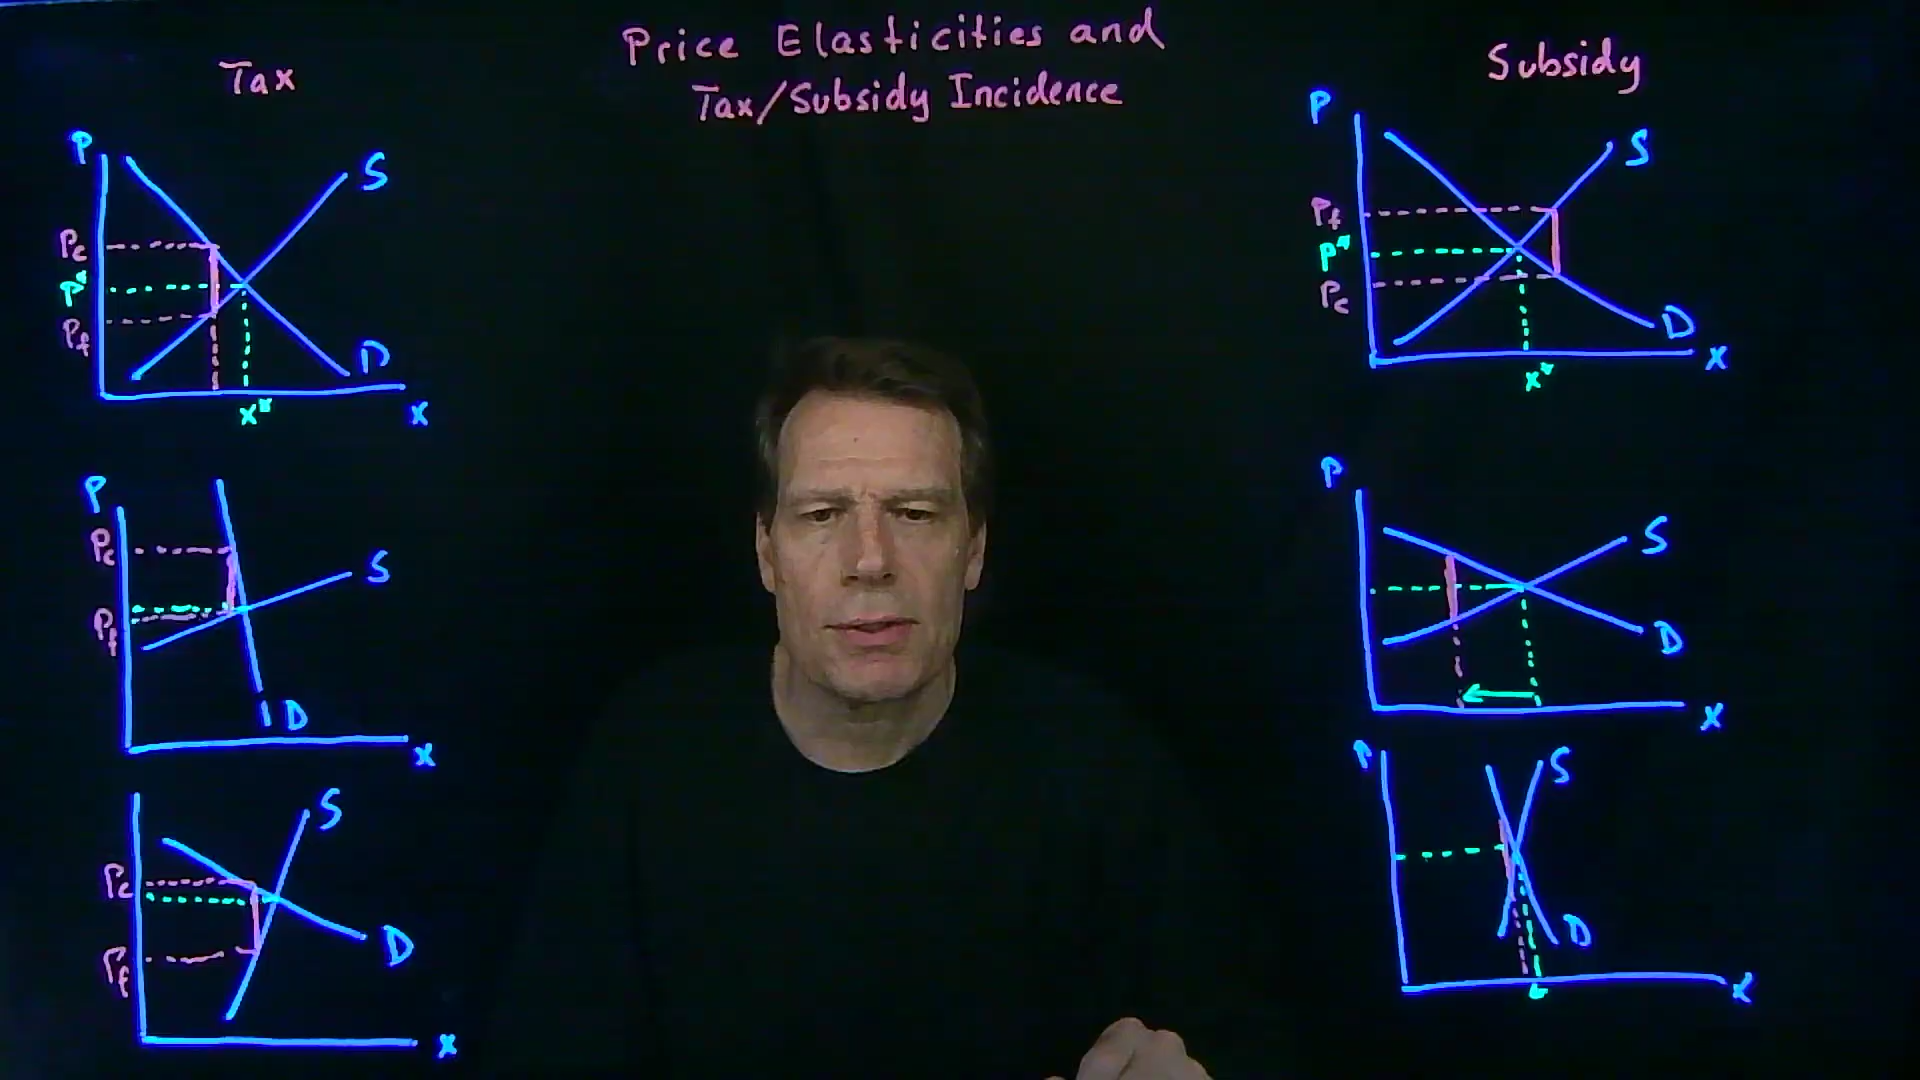 Price Elasticities and
Tax/Subsidy Incidence
Tax
P
S
Pc
P*
Pf
D
X*
X
P
Pc
S
Pf
D
X
S
Pc
D
Pf
X
Subsidy
P
S
Pf
P*
Pc
D
X
X*
P
S
D
X
P
S
D
X